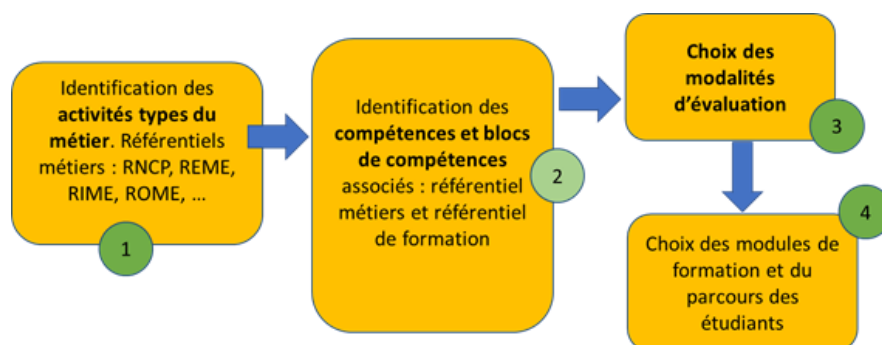 Identification des
activités types du
métier. Référentiels
métiers : RNCP, REME,
RIME, ROME, ...
1
Identification des
compétences et blocs
de compétences
associés : référentiel
métiers et référentiel
de formation
2
Choix des
modalités
d'évaluation
3
4
Choix des modules de
formation et du
parcours des
étudiants